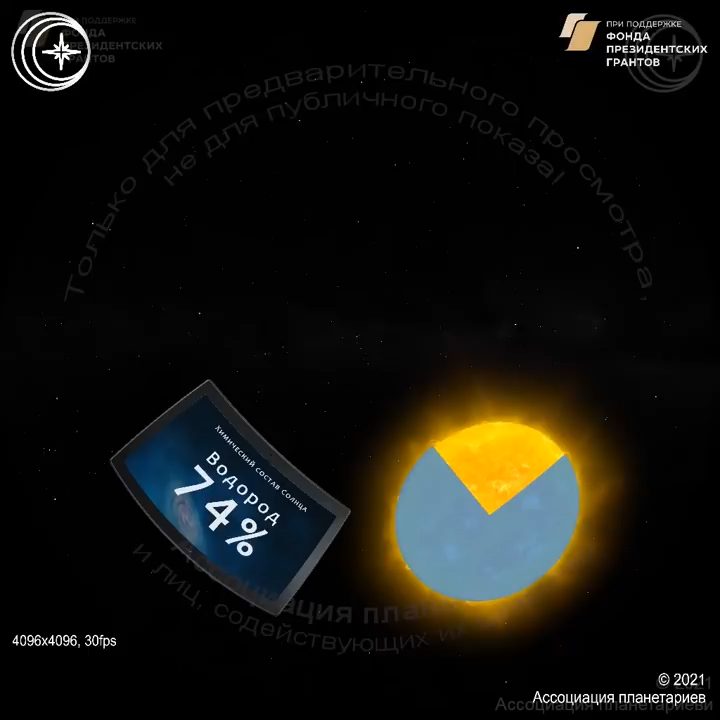 ПРИ ПОДДЕРЖКЕ
ФОНДА
ПРЕЗИДЕНТСКИХ
ГРАНТОВ
ПРИ ПОДДЕРЖКЕ
ФОНДА
ПРЕЗИДЕНТСКИХ
ГРАНТОВ
Только для предварительного просмотра,
не для публичного показа!
Химический состав Солнца
Водород
74%
и лиц, содействующих их
4096x4096, 30fps
© 2021
Ассоциация планетариев